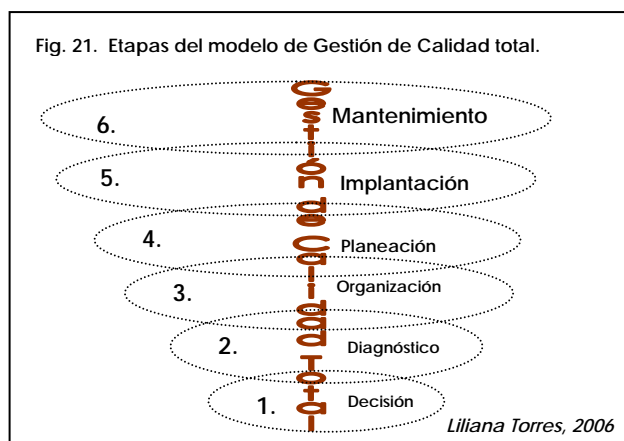 Fig. 21. Etapas del modelo de Gestión de Calidad total.
6. Mantenimiento
5. Implantación
4. Planeación
3. Organización
2. Diagnóstico
1. Decisión
Gestión de Calidad Total
Liliana Torres, 2006